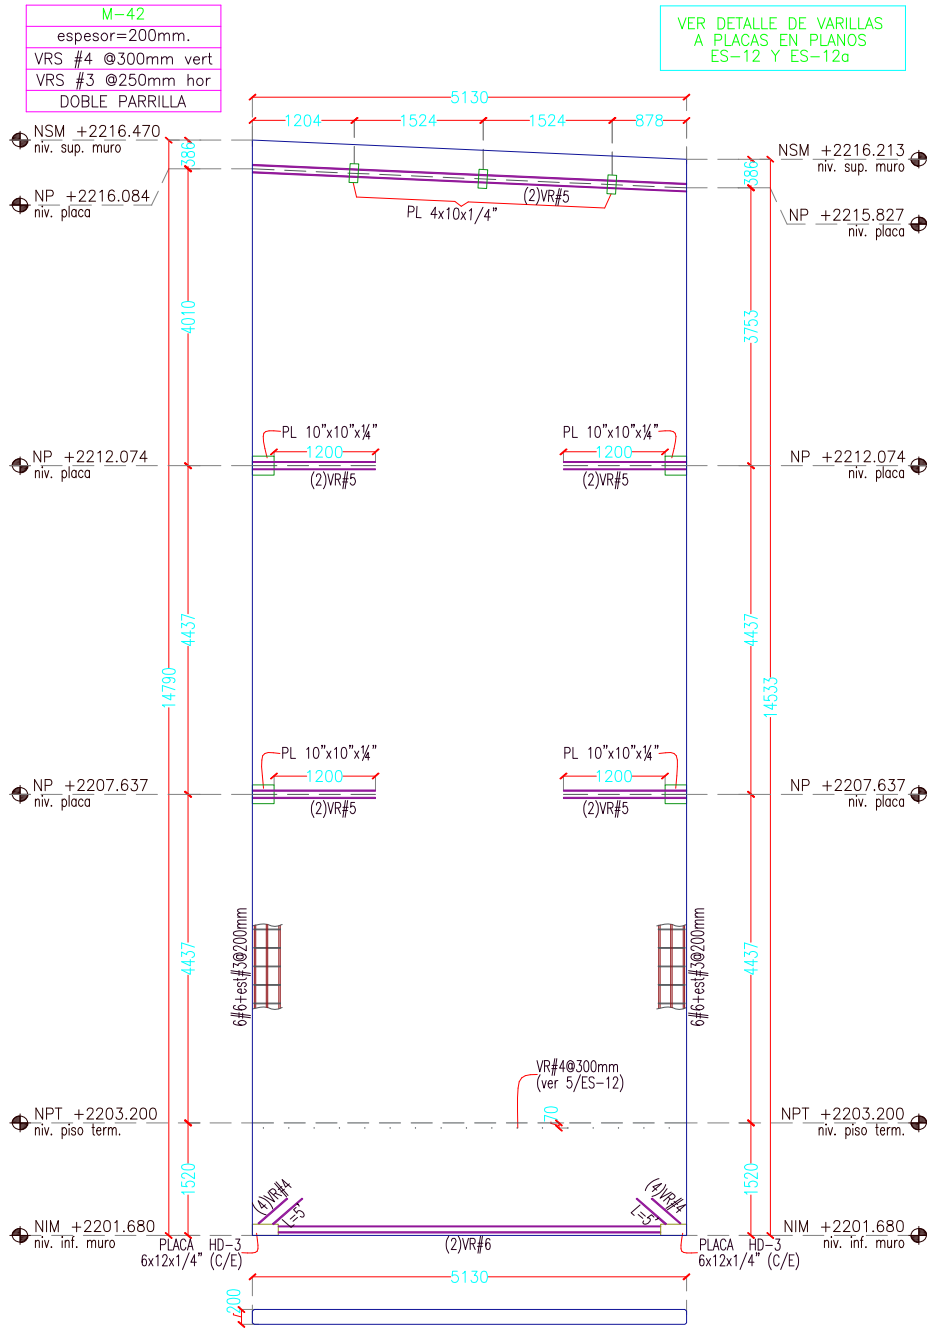 M-42
espesor=200mm.
VRS #4 @300mm vert
VRS #3 @250mm hor
DOBLE PARRILLA
VER DETALLE DE VARILLAS
A PLACAS EN PLANOS
ES-12 Y ES-12a
5130
1204
1524
1524
878
NSM +2216.470
niv. sup. muro
386
NSM +2216.213
niv. sup. muro
386
NP +2216.084
niv. placa
(2)VR#5
PL 4x10x1/4"
NP +2215.827
niv. placa
4010
3753
PL 10"x10"x¼"
1200
(2)VR#5
PL 10"x10"x¼"
1200
(2)VR#5
NP +2212.074
niv. placa
NP +2212.074
niv. placa
4437
4437
14790
14533
PL 10"x10"x¼"
1200
(2)VR#5
PL 10"x10"x¼"
1200
(2)VR#5
NP +2207.637
niv. placa
NP +2207.637
niv. placa
6#6+est#3@200mm
6#6+est#3@200mm
4437
4437
VR#4@300mm
(ver 5/ES-12)
70
NPT +2203.200
niv. piso term.
NPT +2203.200
niv. piso term.
1520
1520
(4)VR#4
L=5"
(4)VR#4
L=5"
NIM +2201.680
niv. inf. muro
NIM +2201.680
niv. inf. muro
PLACA HD-3
6x12x1/4" (C/E)
(2)VR#6
PLACA HD-3
6x12x1/4" (C/E)
5130
200